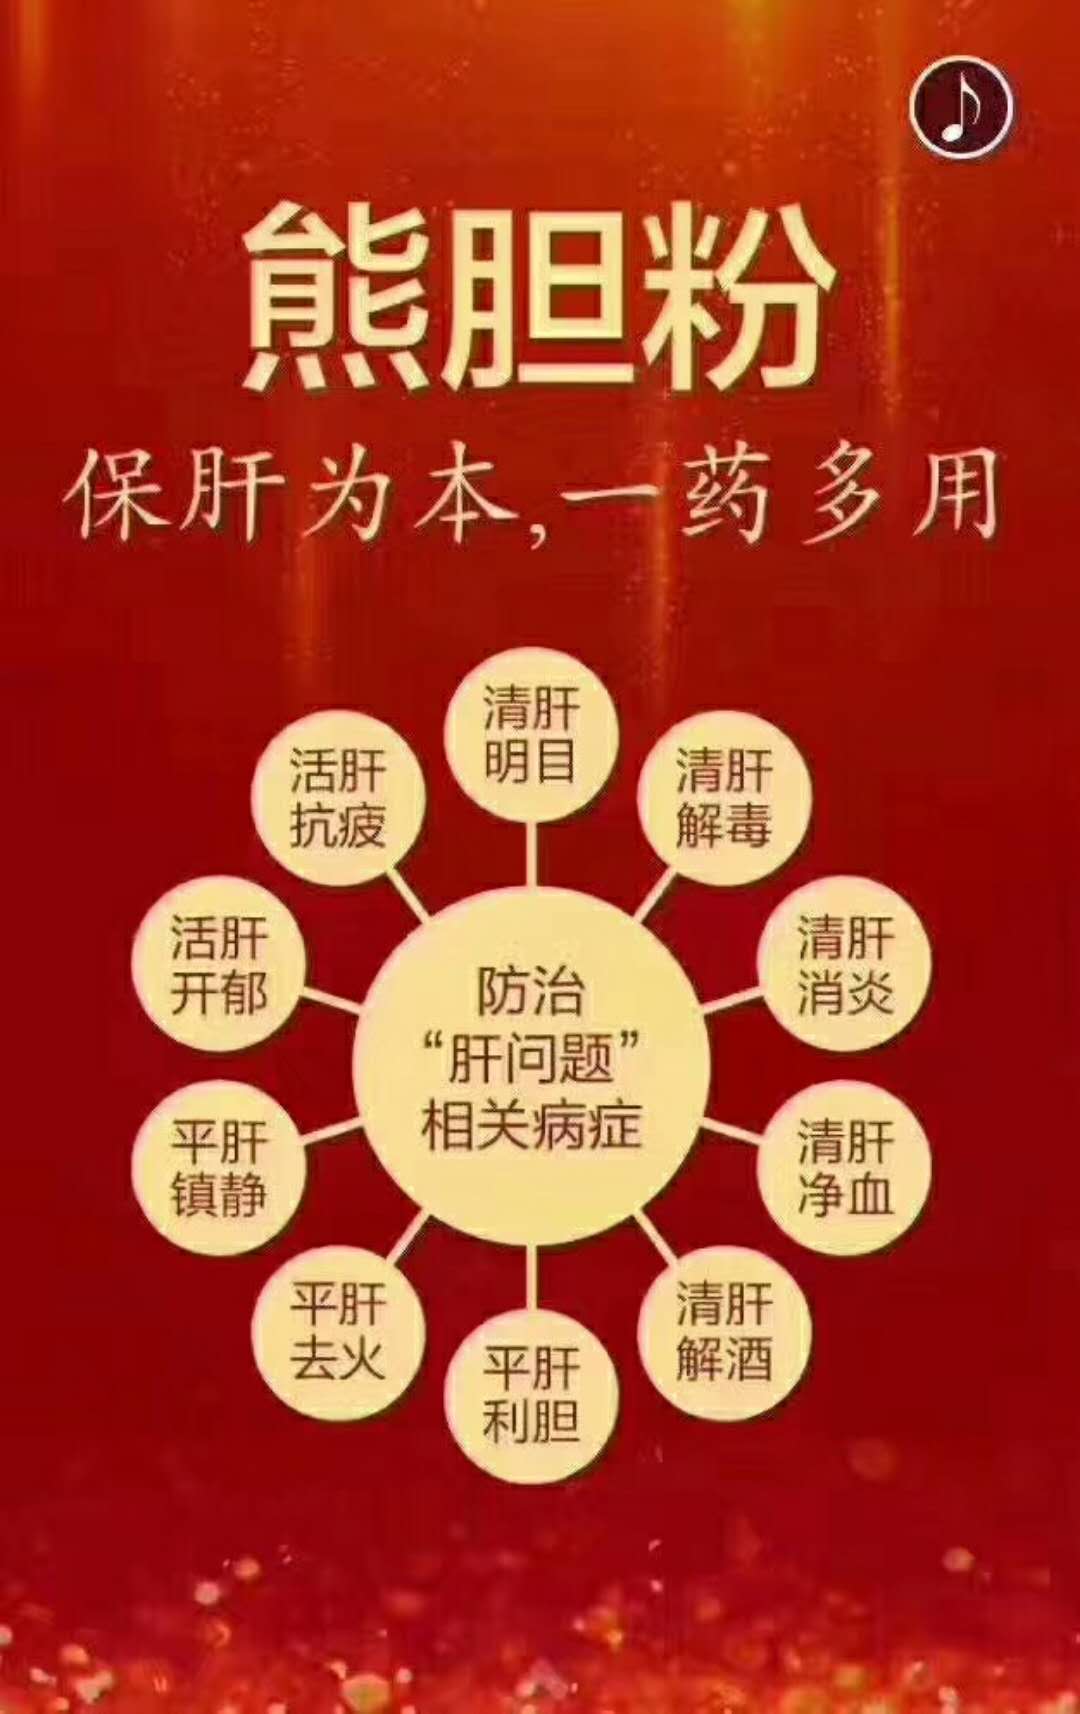 熊胆粉
保肝为本,一药多用
清肝
明目
清肝
解毒
清肝
消炎
清肝
净血
清肝
解酒
平肝
利胆
平肝
去火
平肝
镇静
活肝
开郁
活肝
抗疲
防治
“肝问题”
相关病症